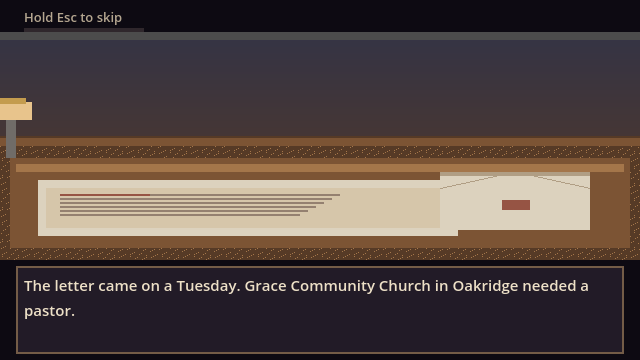 Hold Esc to skip
The letter came on a Tuesday. Grace Community Church in Oakridge needed a
pastor.